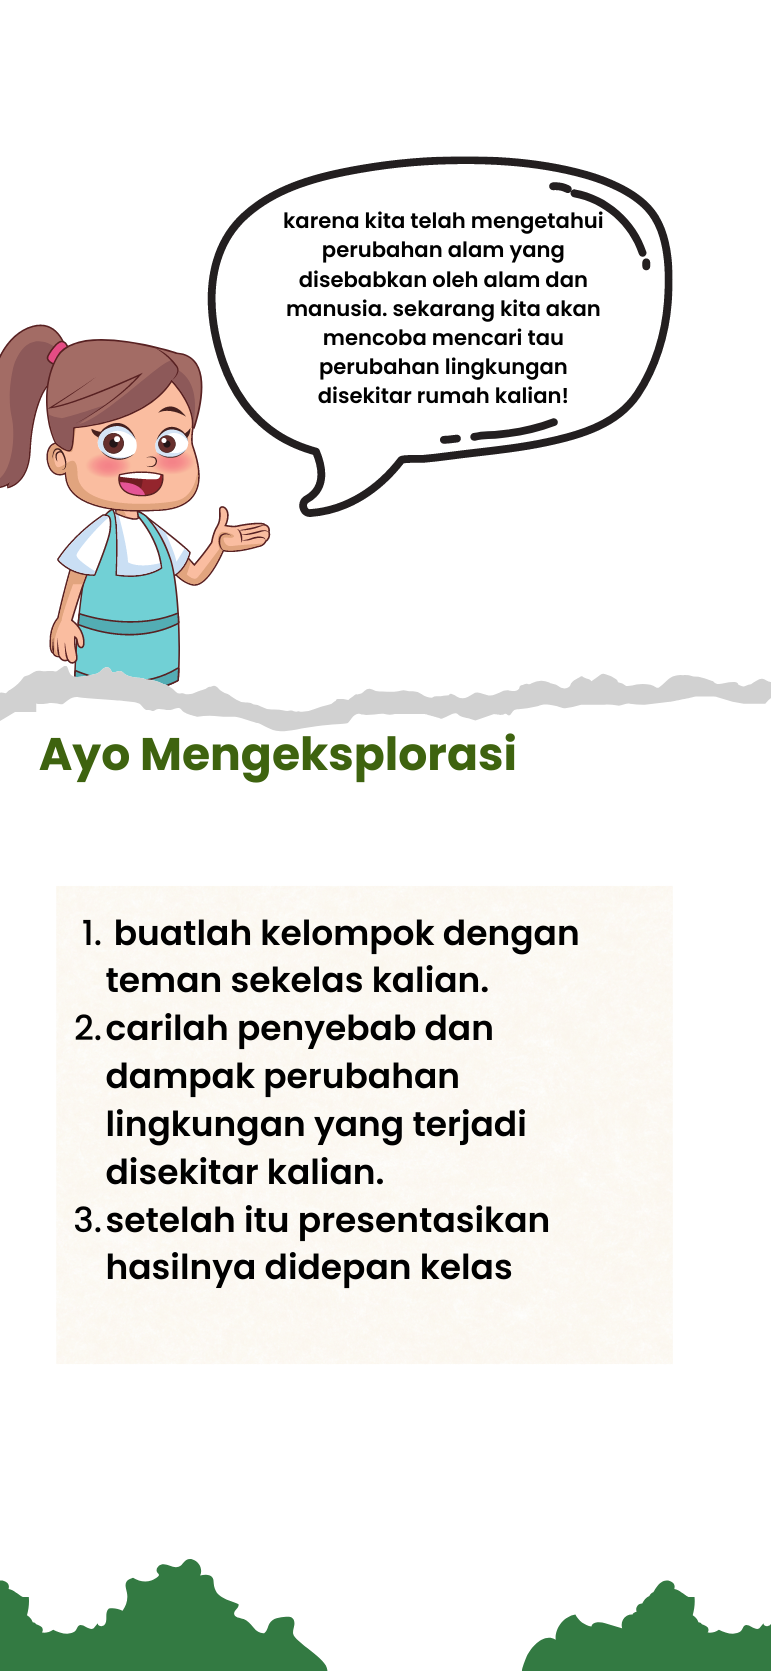 karena kita telah mengetahui
perubahan alam yang
disebabkan oleh alam dan
manusia. sekarang kita akan
mencoba mencari tau
perubahan lingkungan
disekitar rumah kalian!
Ayo Mengeksplorasi
1. buatlah kelompok dengan
teman sekelas kalian.
2. carilah penyebab dan
dampak perubahan
lingkungan yang terjadi
disekitar kalian.
3. setelah itu presentasikan
hasilnya didepan kelas